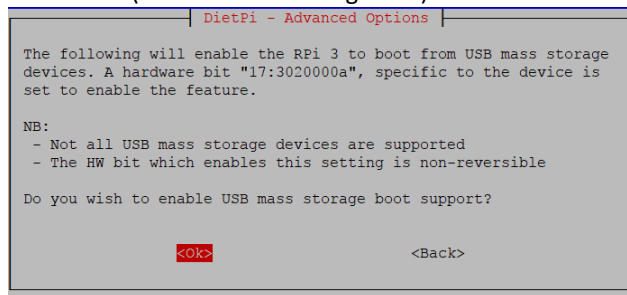 DietPi - Advanced Options
The following will enable the RPi 3 to boot from USB mass storage
devices. A hardware bit "17:3020000a", specific to the device is
set to enable the feature.
NB:
- Not all USB mass storage devices are supported
- The HW bit which enables this setting is non-reversible
Do you wish to enable USB mass storage boot support?
<Ok> <Back>